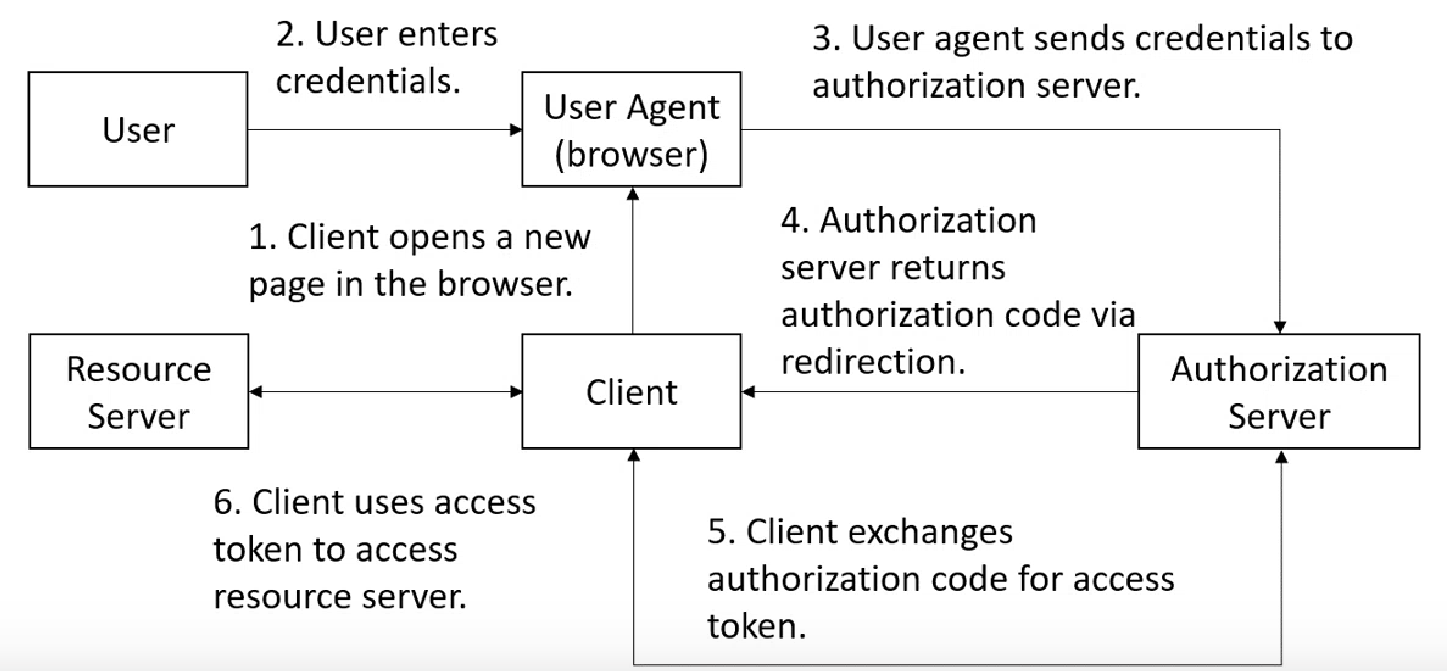 2. User enters
credentials.
3. User agent sends credentials to
authorization server.
User
User Agent
(browser)
1. Client opens a new
page in the browser.
4. Authorization
server returns
authorization code via
redirection.
Resource
Server
Client
Authorization
Server
6. Client uses access
token to access
resource server.
5. Client exchanges
authorization code for access
token.